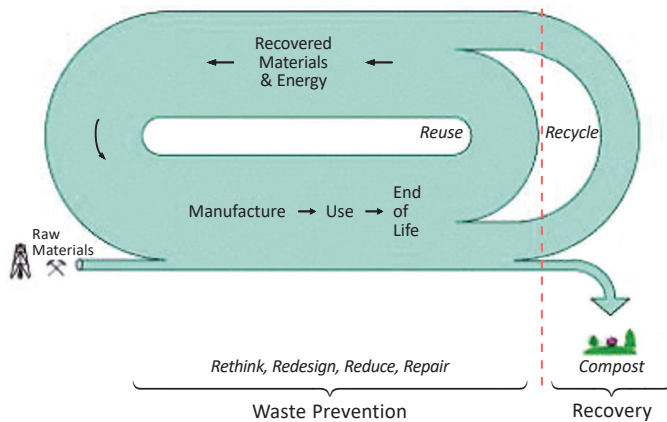 Recovered
Materials
& Energy
Reuse
Recycle
Manufacture
Use
End
of
Life
Raw
Materials
Rethink, Redesign, Reduce, Repair
Compost
Waste Prevention
Recovery